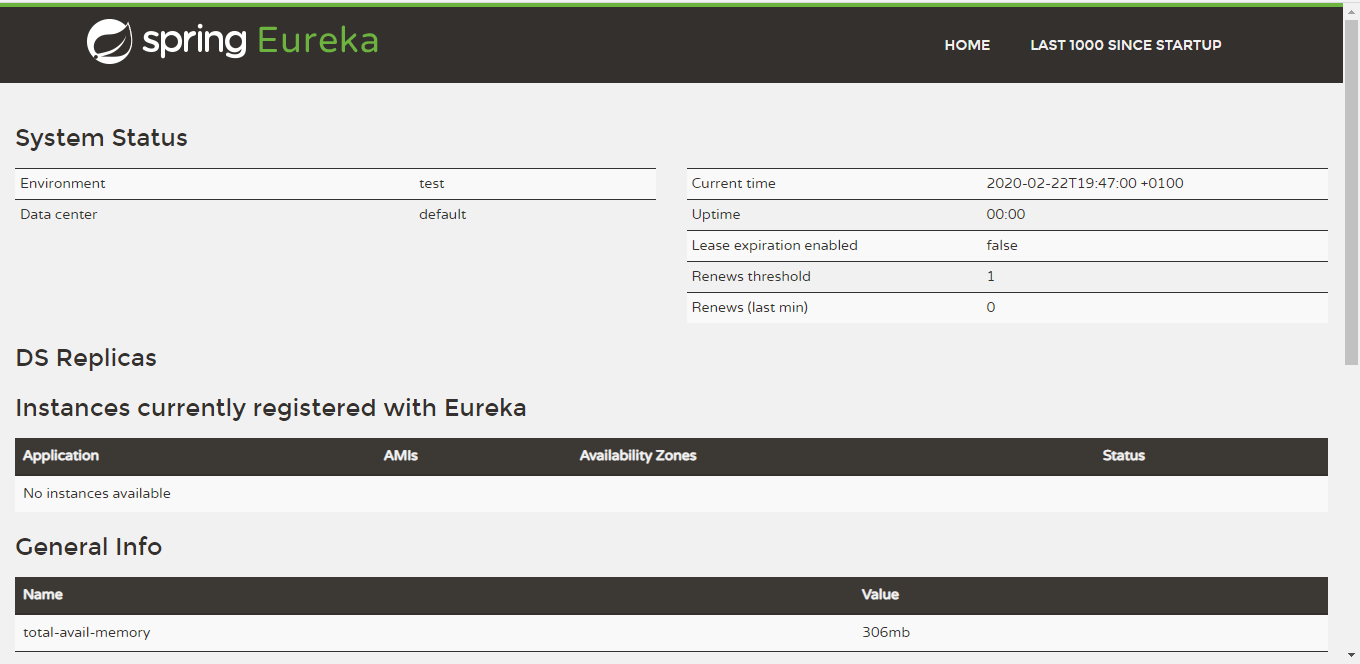 spring Eureka
HOME LAST 1000 SINCE STARTUP
System Status
Environment test
Data center default
Current time 2020-02-22T19:47:00 +0100
Uptime 00:00
Lease expiration enabled false
Renews threshold 1
Renews (last min) 0
DS Replicas
Instances currently registered with Eureka
Application AMIs Availability Zones Status
No instances available
General Info
Name Value
total-avail-memory 306mb